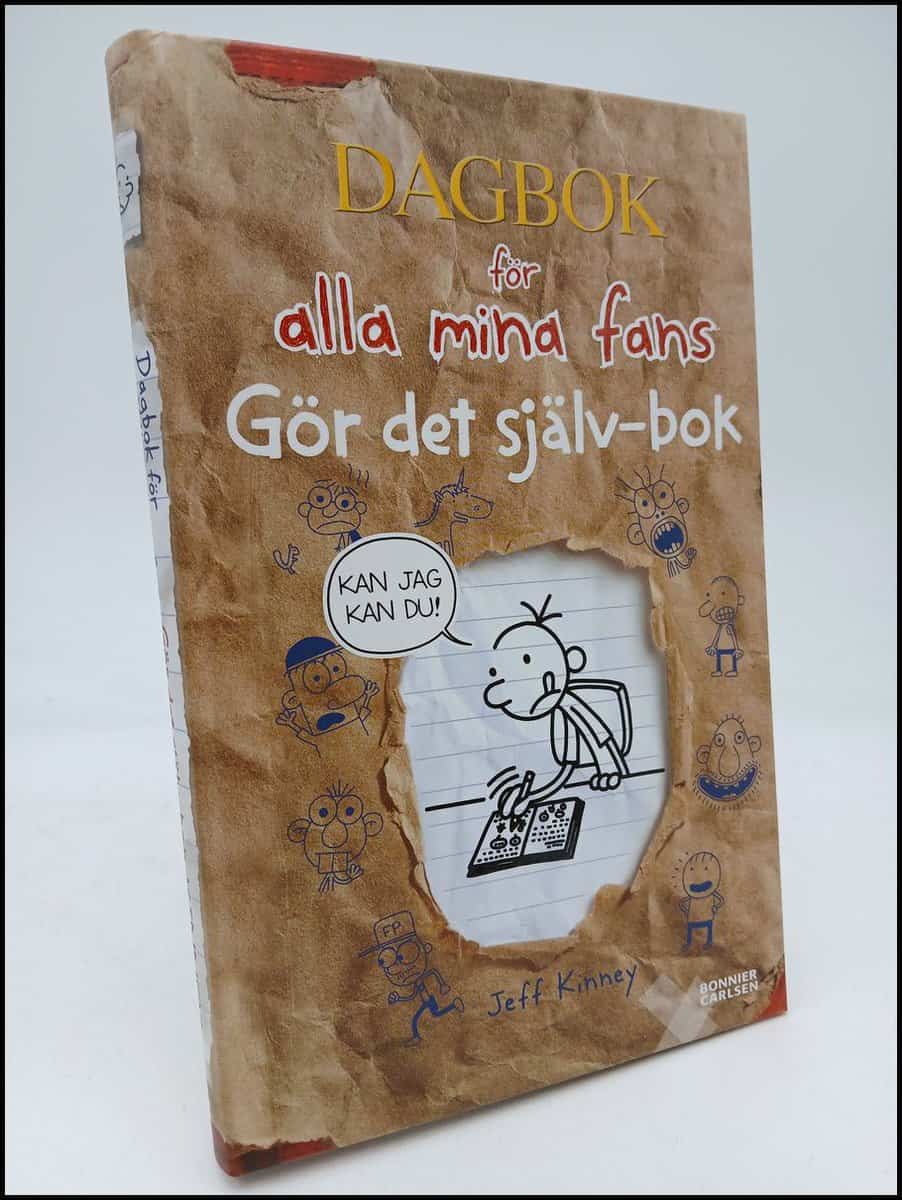 DAGBOK
för
alla mina fans
Gör det själv-bok
KAN JAG
KAN DU!
FP
Jeff Kinney
BONNIER
CARLSEN
Dagbok för